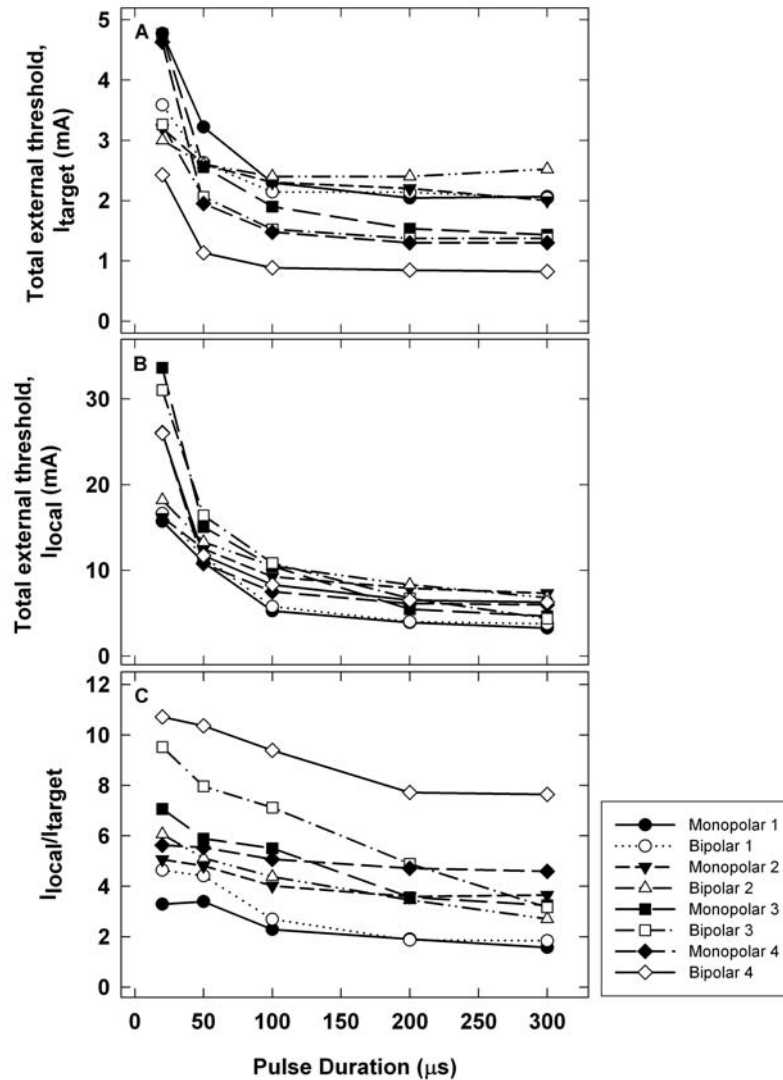 A
Total external threshold,
Itarget (mA)
5
4
3
2
1
0
B
Total external threshold,
Ilocal (mA)
30
20
10
0
C
Ilocal/Itarget
12
10
8
6
4
2
0
0 50 100 150 200 250 300
Pulse Duration (μs)
Monopolar 1
Bipolar 1
Monopolar 2
Bipolar 2
Monopolar 3
Bipolar 3
Monopolar 4
Bipolar 4